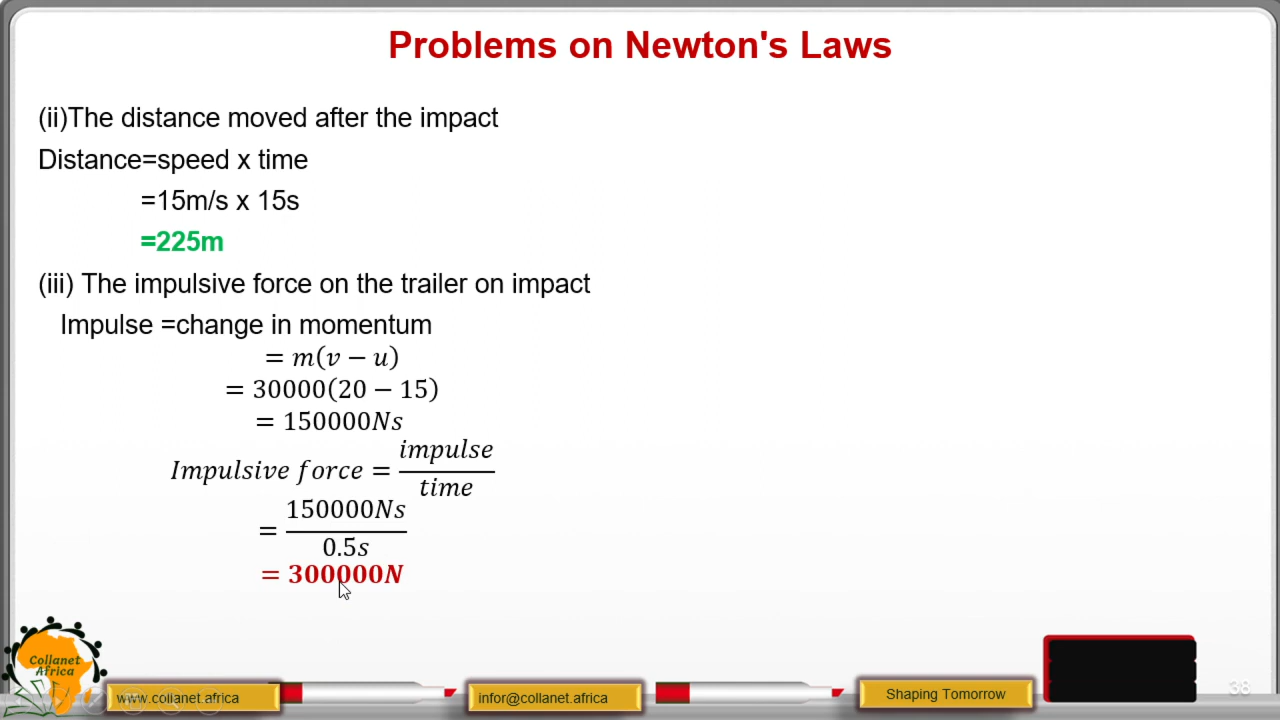 Problems on Newton's Laws
(ii)The distance moved after the impact
Distance=speed x time
=15m/s x 15s
=225m
(iii) The impulsive force on the trailer on impact
Impulse =change in momentum
= m(v − u)
= 30000(20 − 15)
= 150000Ns
Impulsive force = impulse / time
= 150000Ns / 0.5s
= 300000N
Collanet
Africa
www.collanet.africa
infor@collanet.africa
Shaping Tomorrow
38